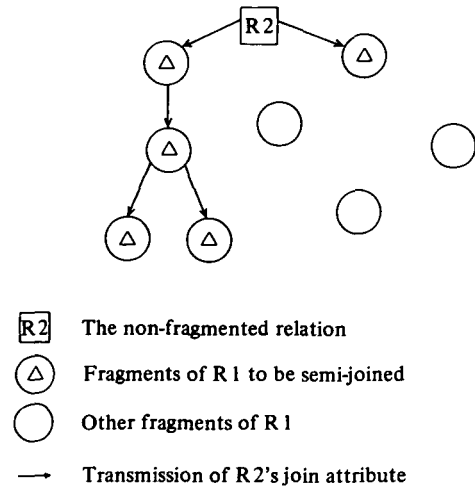 R2
Δ Δ
Δ
Δ Δ
R2 The non-fragmented relation
Δ Fragments of R1 to be semi-joined
Other fragments of R1
Transmission of R2's join attribute